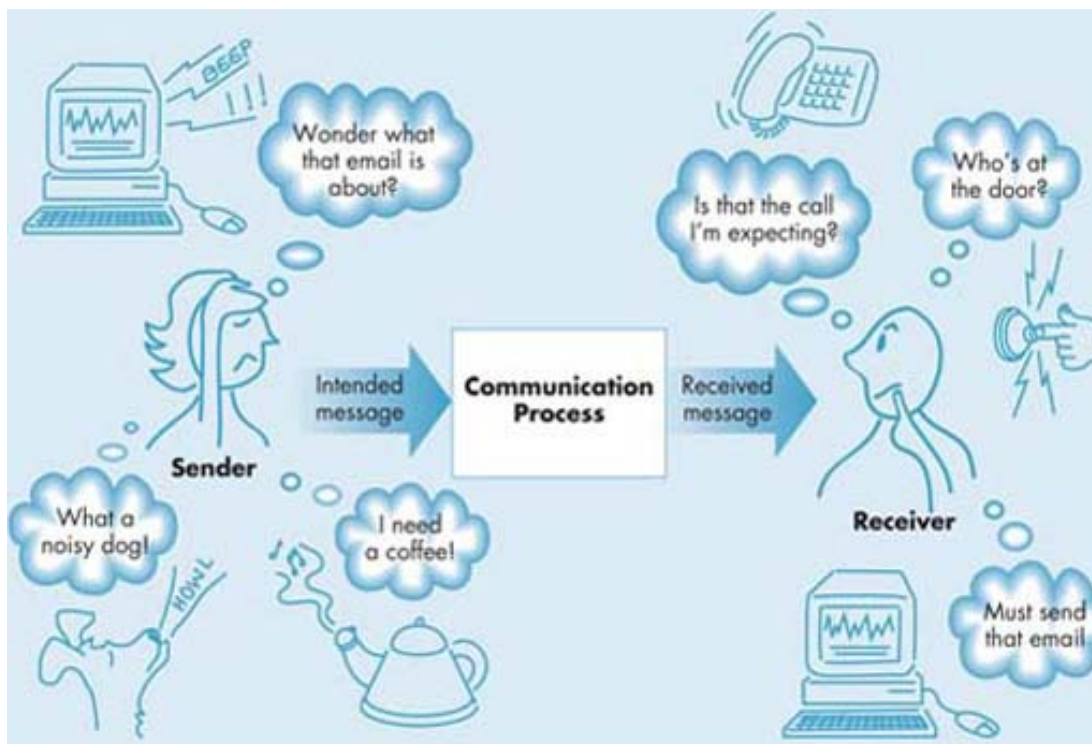 BEEP
!!!
Wonder what
that email is
about?
Is that the call
I'm expecting?
Who's at
the door?
Intended
message
Communication
Process
Received
message
Sender
Receiver
What a
noisy dog!
HOWL
I need
a coffee!
Must send
that email